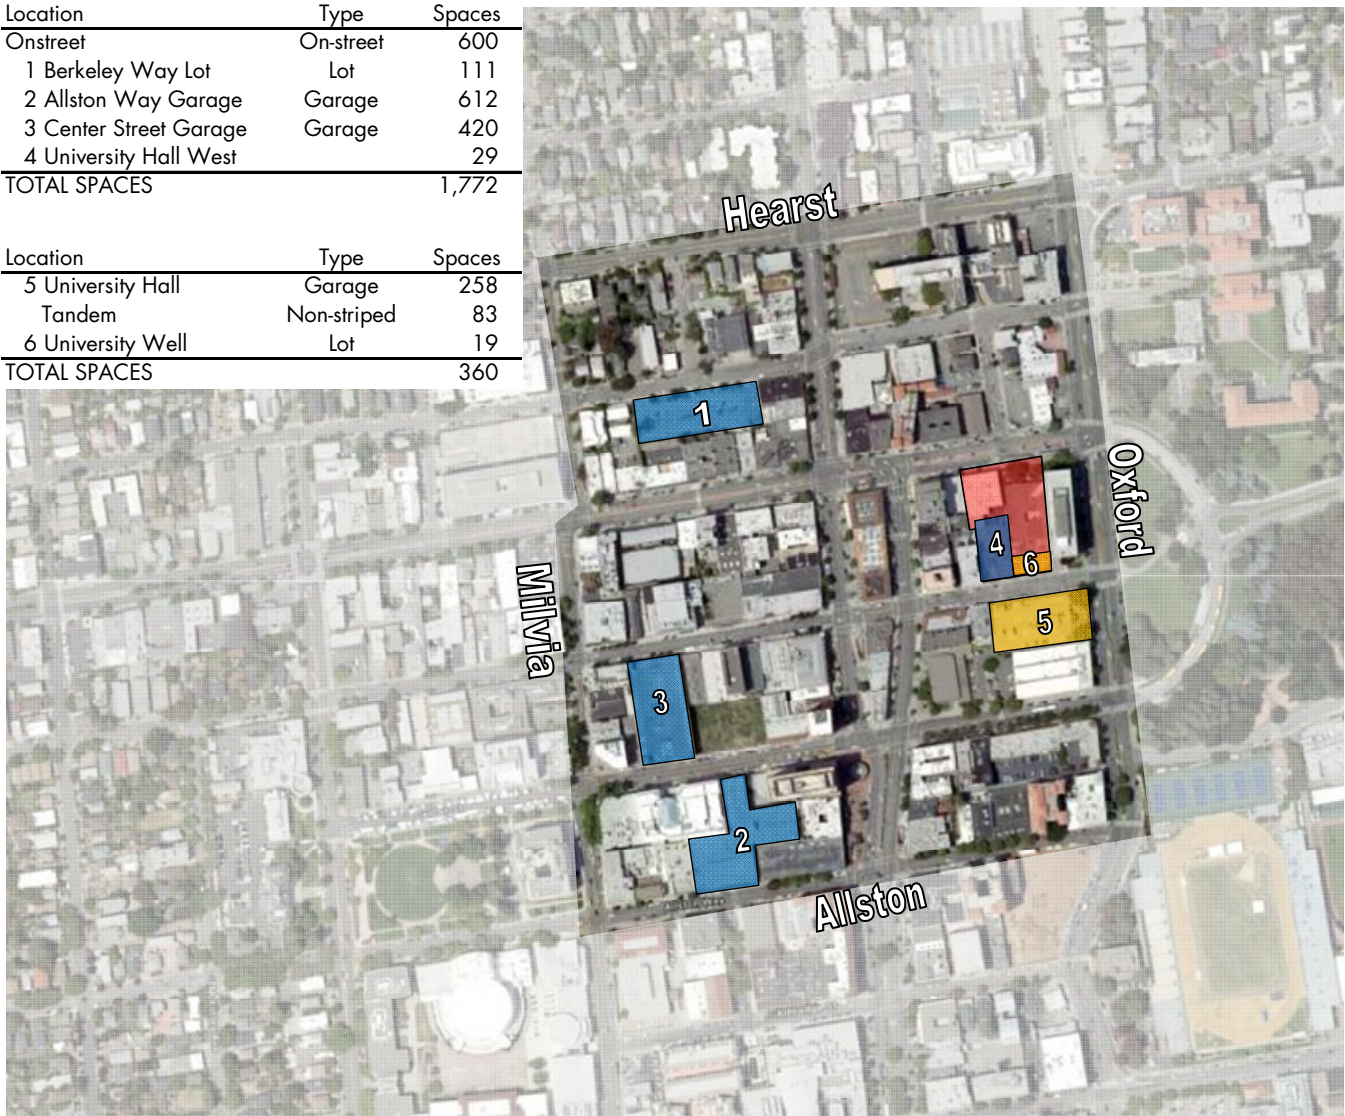 Location Type Spaces
Onstreet On-street 600
1 Berkeley Way Lot Lot 111
2 Allston Way Garage Garage 612
3 Center Street Garage Garage 420
4 University Hall West 29
TOTAL SPACES 1,772
Location Type Spaces
5 University Hall Garage 258
Tandem Non-striped 83
6 University Well Lot 19
TOTAL SPACES 360
Hearst
1
Oxford
4
6
Milvia
5
3
2
Allston